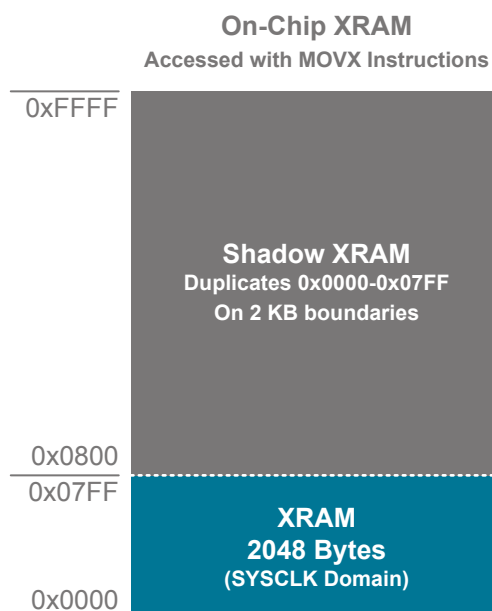 On-Chip XRAM
Accessed with MOVX Instructions
0xFFFF
Shadow XRAM
Duplicates 0x0000-0x07FF
On 2 KB boundaries
0x0800
0x07FF
XRAM
2048 Bytes
(SYSCLK Domain)
0x0000